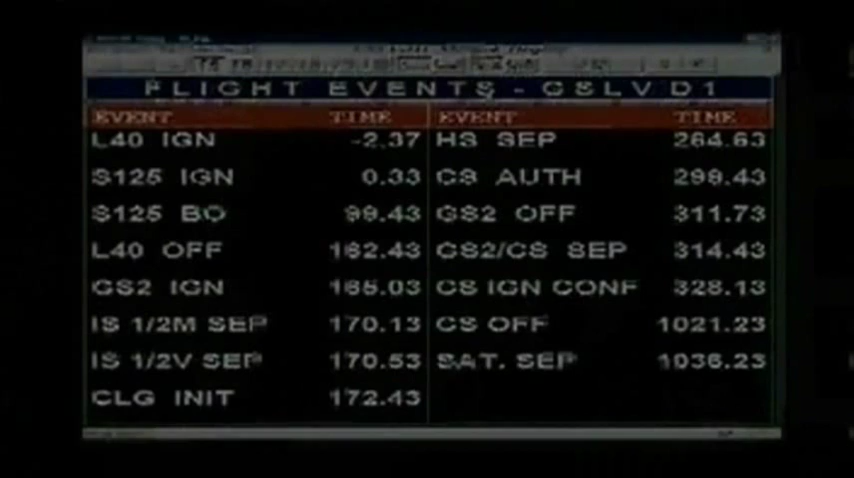 FLIGHT EVENTS - GSLV D1
EVENT TIME EVENT TIME
L40 IGN -2.37 HS SEP 264.63
S125 IGN 0.33 CS AUTH 299.43
S125 BO 99.43 GS2 OFF 311.73
L40 OFF 162.43 GS2/CS SEP 314.43
GS2 IGN 165.03 CS IGN CONF 328.13
IS 1/2M SEP 170.13 CS OFF 1021.23
IS 1/2V SEP 170.53 SAT. SEP 1036.23
CLG INIT 172.43